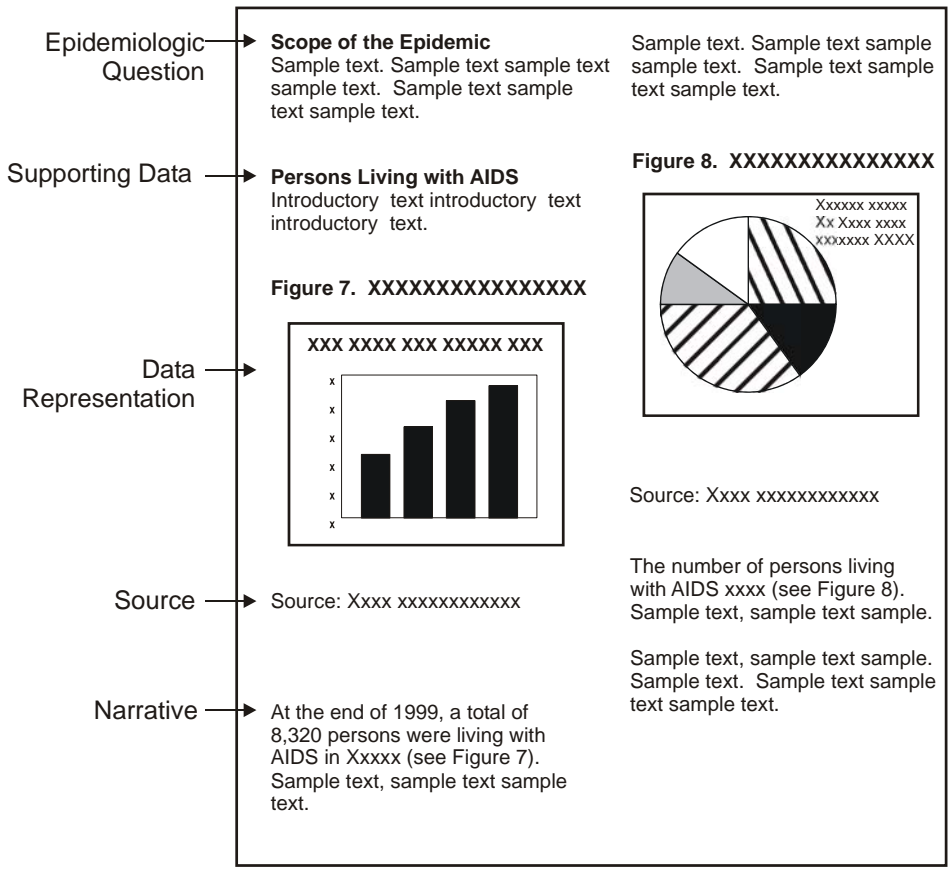 Epidemiologic
Question
Supporting Data
Data
Representation
Source
Narrative
Scope of the Epidemic
Sample text. Sample text sample text
sample text. Sample text sample
text sample text.
Persons Living with AIDS
Introductory text introductory text
introductory text.
Figure 7. XXXXXXXXXXXXXXXX
XXX XXXX XXX XXXXX XXX
x
x
x
x
x
x
Source: Xxxx xxxxxxxxxxxx
At the end of 1999, a total of
8,320 persons were living with
AIDS in Xxxxx (see Figure 7).
Sample text, sample text sample
text.
Sample text. Sample text sample
sample text. Sample text sample
text sample text.
Figure 8. XXXXXXXXXXXXXXX
Xxxxxx xxxxx
Xx Xxxx xxxx
xxxxxxx XXXX
Source: Xxxx xxxxxxxxxxxx
The number of persons living
with AIDS xxxx (see Figure 8).
Sample text, sample text sample.
Sample text, sample text sample.
Sample text. Sample text sample
text sample text.